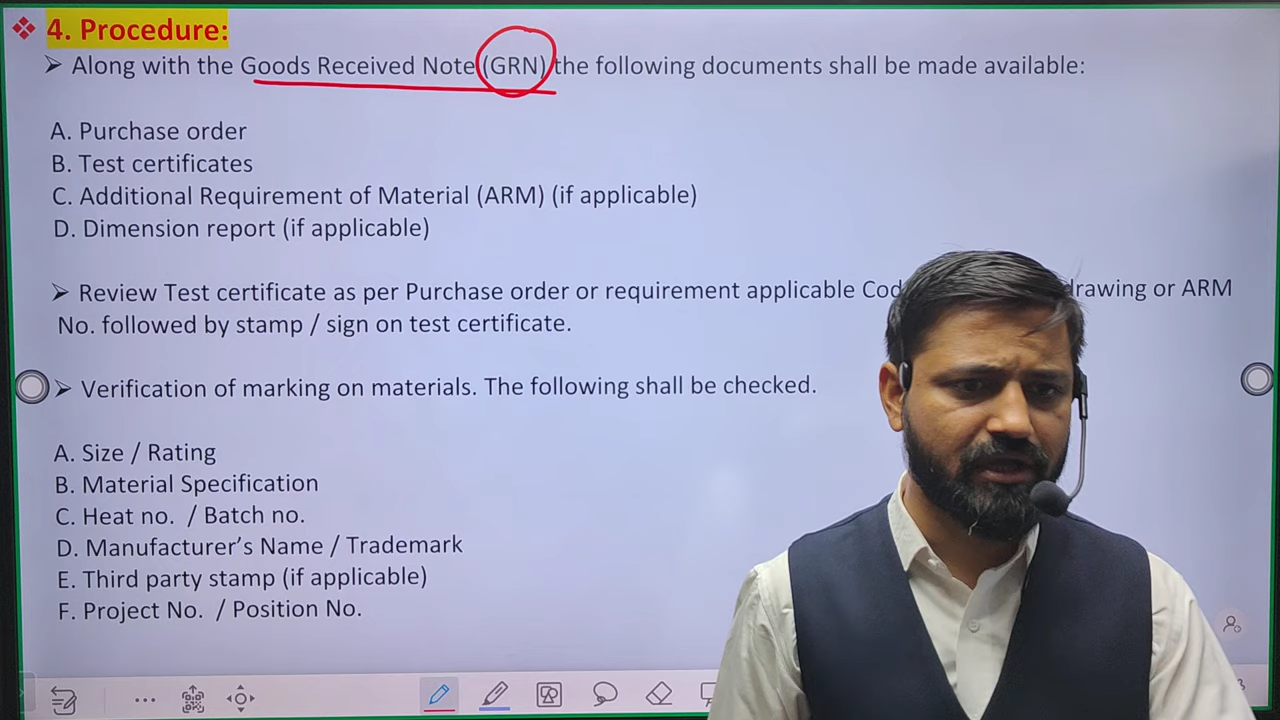 4. Procedure:
➢ Along with the Goods Received Note (GRN) the following documents shall be made available:
A. Purchase order
B. Test certificates
C. Additional Requirement of Material (ARM) (if applicable)
D. Dimension report (if applicable)
➢ Review Test certificate as per Purchase order or requirement applicable drawing or ARM
No. followed by stamp / sign on test certificate.
➢ Verification of marking on materials. The following shall be checked.
A. Size / Rating
B. Material Specification
C. Heat no. / Batch no.
D. Manufacturer's Name / Trademark
E. Third party stamp (if applicable)
F. Project No. / Position No.